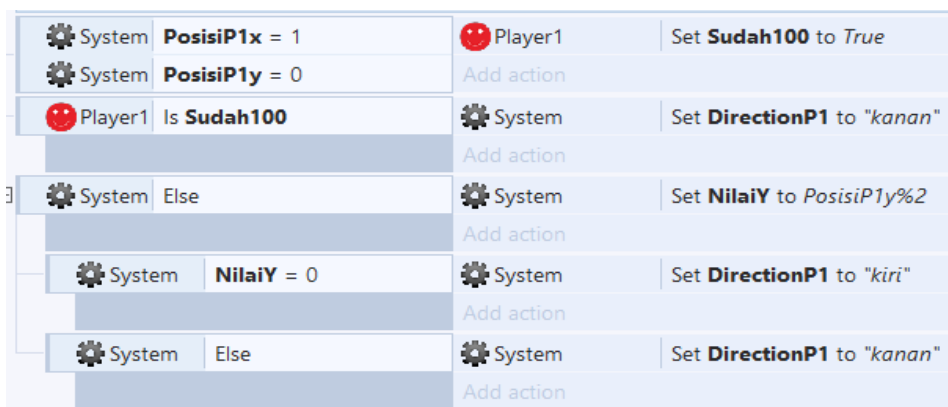 System PosisiP1x = 1 Player1 Set Sudah100 to True
System PosisiP1y = 0 Add action
Player1 Is Sudah100 System Set DirectionP1 to "kanan"
Add action
System Else System Set NilaiY to PosisiP1y%2
Add action
System NilaiY = 0 System Set DirectionP1 to "kiri"
Add action
System Else System Set DirectionP1 to "kanan"
Add action